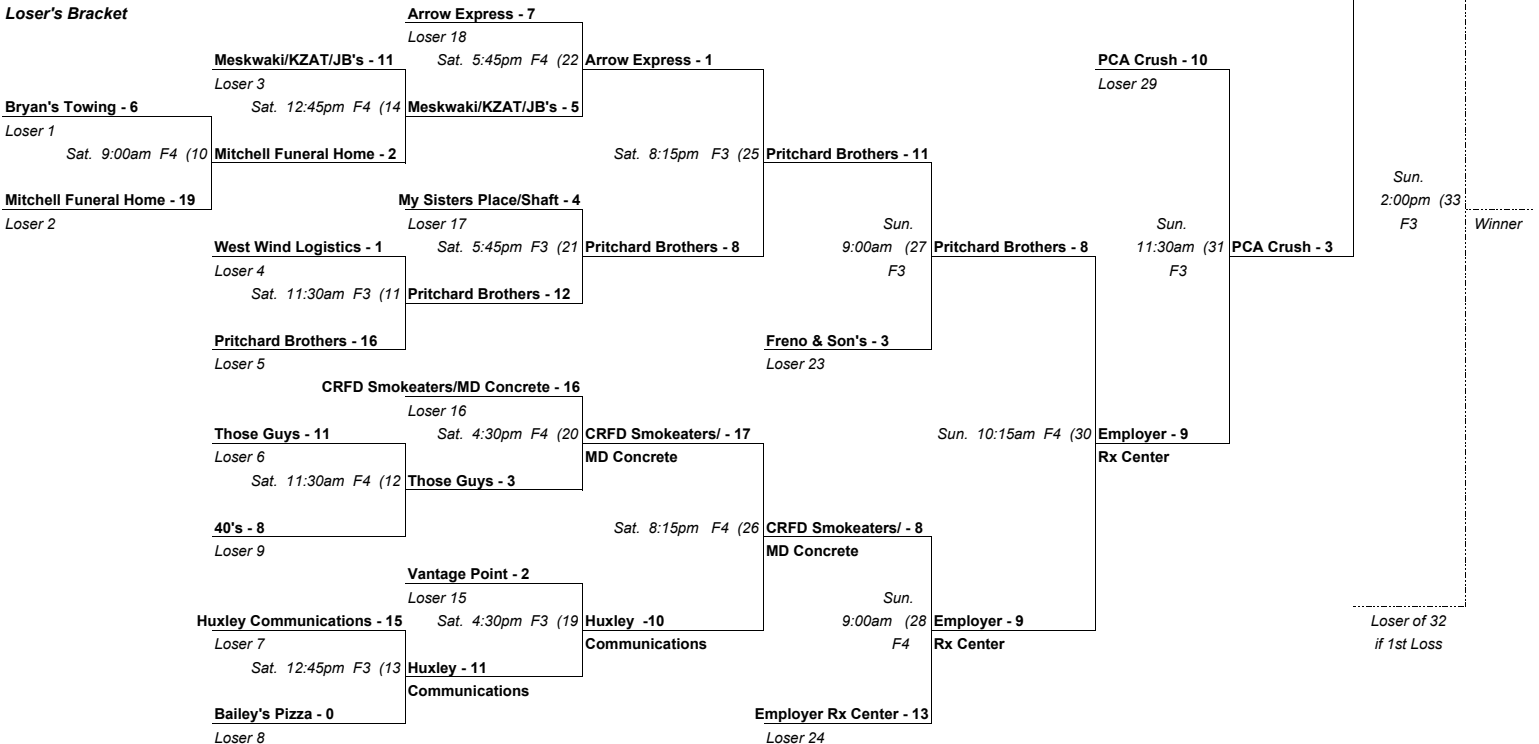 Loser's Bracket
Arrow Express - 7
Loser 18
Meskwaki/KZAT/JB's - 11
Sat. 5:45pm F4 (22
Arrow Express - 1
PCA Crush - 10
Loser 3
Loser 29
Bryan's Towing - 6
Sat. 12:45pm F4 (14
Meskwaki/KZAT/JB's - 5
Loser 1
Sat. 9:00am F4 (10
Mitchell Funeral Home - 2
Sat. 8:15pm F3 (25
Pritchard Brothers - 11
Sun.
Mitchell Funeral Home - 19
My Sisters Place/Shaft - 4
2:00pm (33
Loser 2
Loser 17
Sun.
Sun.
F3
Winner
West Wind Logistics - 1
Sat. 5:45pm F3 (21
Pritchard Brothers - 8
9:00am (27
Pritchard Brothers - 8
11:30am (31
PCA Crush - 3
Loser 4
F3
F3
Sat. 11:30am F3 (11
Pritchard Brothers - 12
Pritchard Brothers - 16
Freno & Son's - 3
Loser 5
Loser 23
CRFD Smokeaters/MD Concrete - 16
Loser 16
Those Guys - 11
Sat. 4:30pm F4 (20
CRFD Smokeaters/ - 17
Sun. 10:15am F4 (30
Employer - 9
Loser 6
MD Concrete
Rx Center
Sat. 11:30am F4 (12
Those Guys - 3
40's - 8
Sat. 8:15pm F4 (26
CRFD Smokeaters/ - 8
Loser 9
MD Concrete
Vantage Point - 2
Loser 15
Sun.
Huxley Communications - 15
Sat. 4:30pm F3 (19
Huxley -10
9:00am (28
Employer - 9
Loser of 32
Loser 7
Communications
F4
Rx Center
if 1st Loss
Sat. 12:45pm F3 (13
Huxley - 11
Communications
Bailey's Pizza - 0
Employer Rx Center - 13
Loser 8
Loser 24